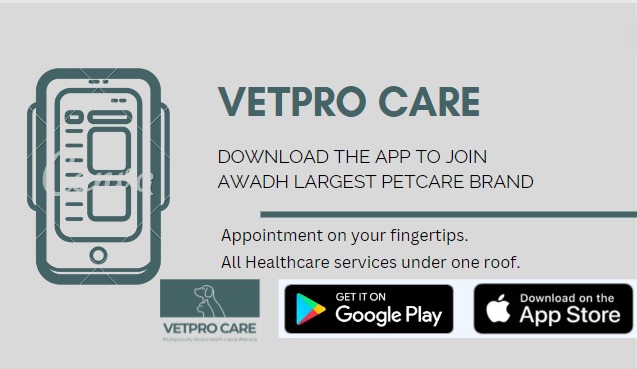 VETPRO CARE
DOWNLOAD THE APP TO JOIN
AWADH LARGEST PETCARE BRAND
Appointment on your fingertips.
All Healthcare services under one roof.
Canva
VETPRO CARE
GET IT ON
Google Play
Download on the
App Store